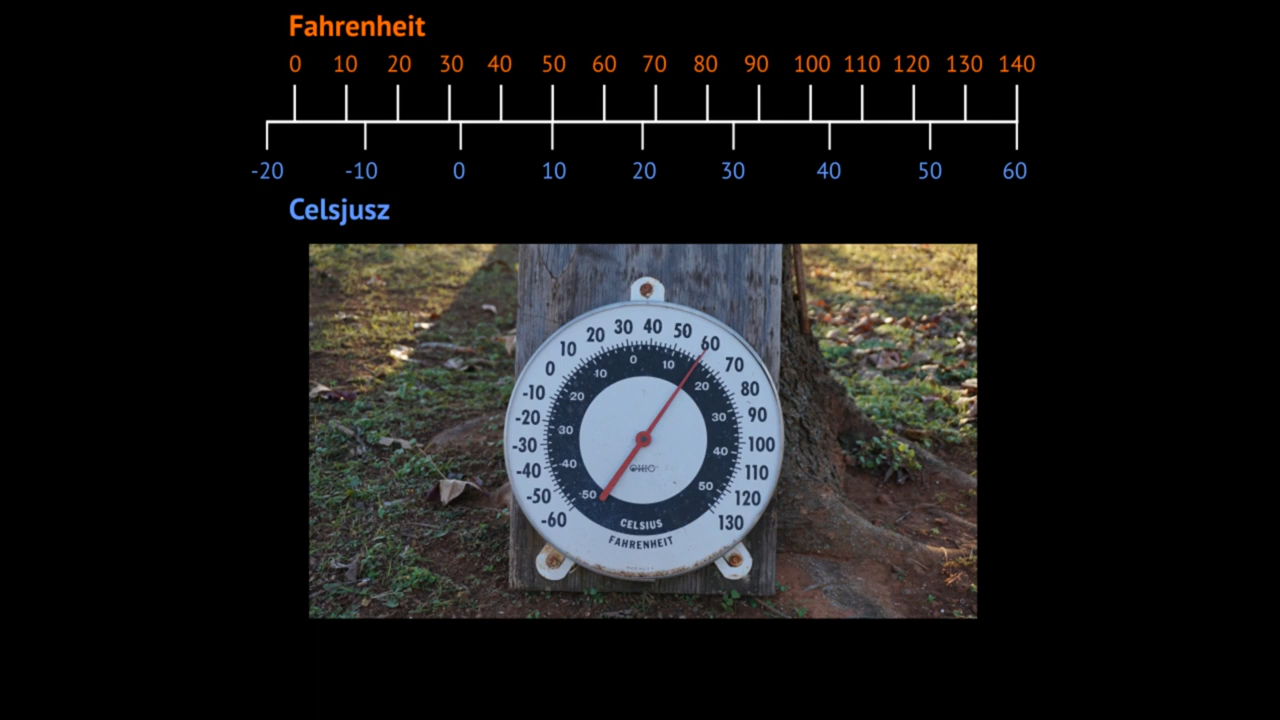 Fahrenheit
0 10 20 30 40 50 60 70 80 90 100 110 120 130 140
-20 -10 0 10 20 30 40 50 60
Celsjusz
-60 -50 -40 -30 -20 -10 0 10 20 30 40 50 60 70 80 90 100 110 120 130
50 40 30 20 10 0 10 20 30 40 50
OHIO
CELSIUS
FAHRENHEIT